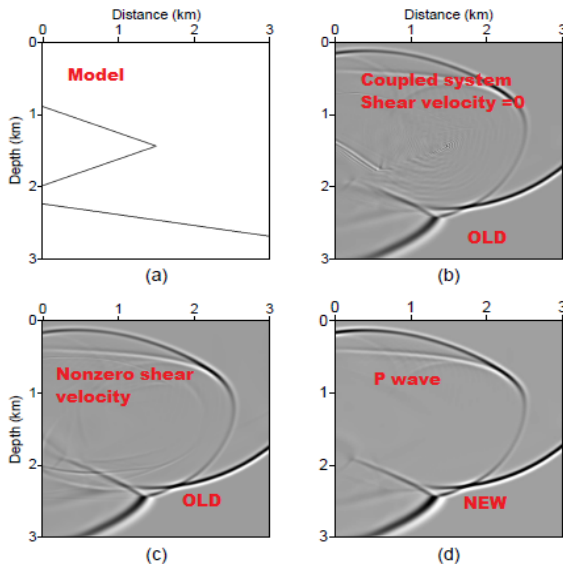 Distance (km)
0 1 2 3
0
1
2
3
Depth (km)
Model
(a)
Distance (km)
0 1 2 3
0
1
2
3
Coupled system
Shear velocity =0
OLD
(b)
0 1 2 3
0
1
2
3
Depth (km)
Nonzero shear
velocity
OLD
(c)
0 1 2 3
0
1
2
3
P wave
NEW
(d)